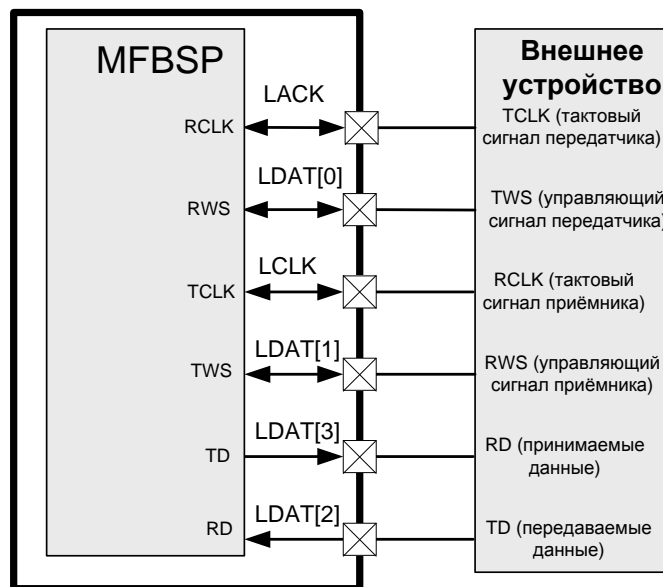 MFBSP
Внешнее
устройство
LACK
RCLK
TCLK (тактовый
сигнал передатчика)
LDAT[0]
RWS
TWS (управляющий
сигнал передатчика)
LCLK
TCLK
RCLK (тактовый
сигнал приёмника)
LDAT[1]
TWS
RWS (управляющий
сигнал приёмника)
LDAT[3]
TD
RD (принимаемые
данные)
LDAT[2]
RD
TD (передаваемые
данные)